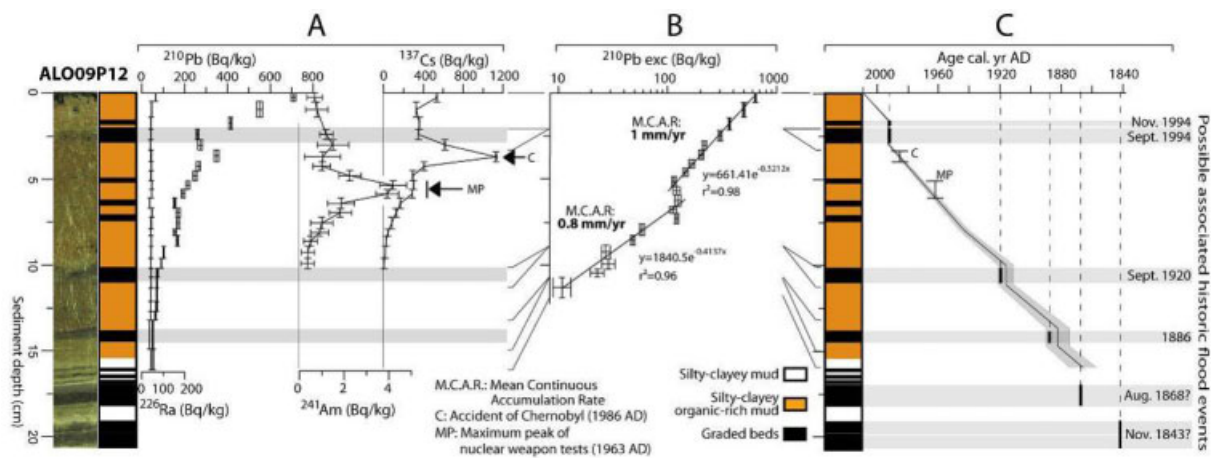 A
B
C
210Pb (Bq/kg)
137Cs (Bq/kg)
210Pb exc (Bq/kg)
Age cal. yr AD
ALO09P12
0 200 400 600 800
0 400 800 1200
10 100 1000
2000 1960 1920 1880 1840
0
5
10
15
20
Sediment depth (cm)
M.C.A.R:
1 mm/yr
y=661.41e-0.3212x
r²=0.98
M.C.A.R:
0.8 mm/yr
y=1840.5e-0.4137x
r²=0.96
C
MP
C
MP
Nov. 1994
Sept. 1994
Sept. 1920
1886
Aug. 1868?
Nov. 1843?
Possible associated historic flood events
0 200
226Ra (Bq/kg)
0 2 4
241Am (Bq/kg)
M.C.A.R.: Mean Continuous
Accumulation Rate
C: Accident of Chernobyl (1986 AD)
MP: Maximum peak of
nuclear weapon tests (1963 AD)
Silty-clayey mud
Silty-clayey
organic-rich mud
Graded beds